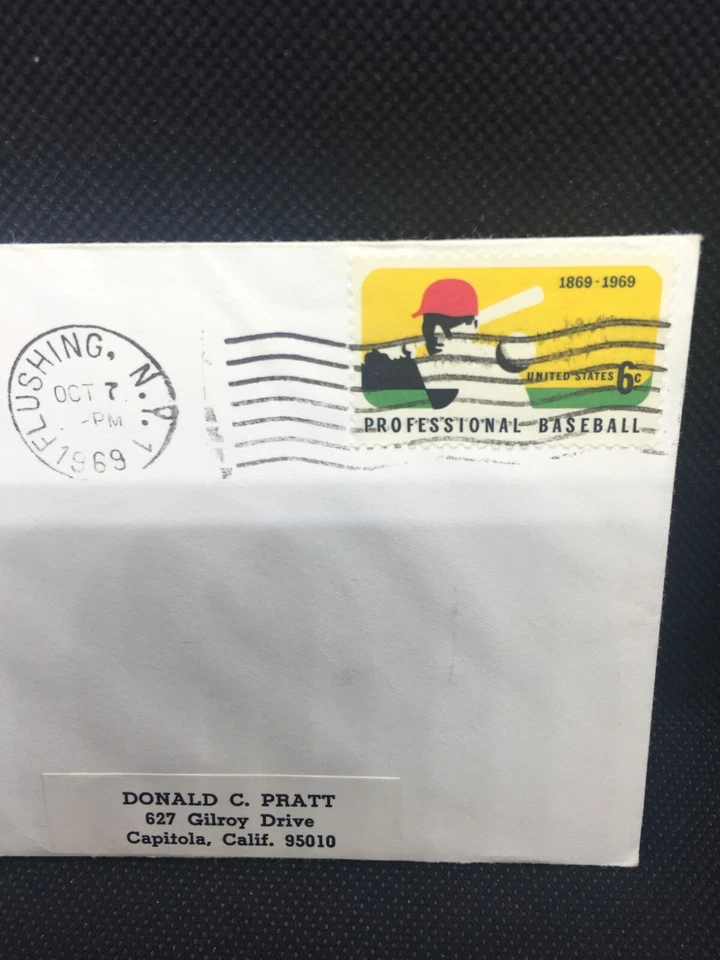 FLUSHING, N.Y. 1
OCT 7
-PM
1969
1869-1969
UNITED STATES 6c
PROFESSIONAL BASEBALL
DONALD C. PRATT
627 Gilroy Drive
Capitola, Calif. 95010